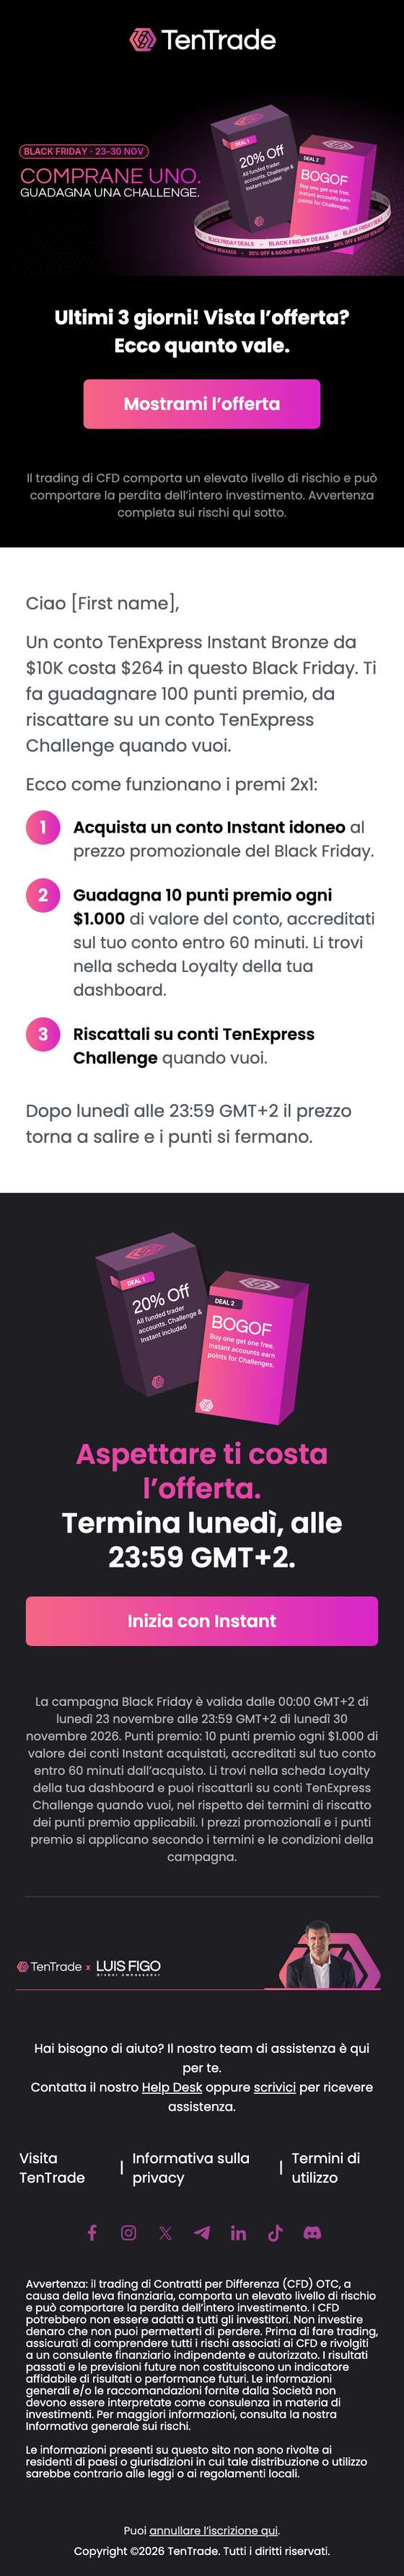 TenTrade
BLACK FRIDAY - 23-30 NOV
COMPRANE UNO.
GUADAGNA UNA CHALLENGE.
DEAL 1
20% Off
All funded trader
accounts. Challenge &
Instant included
DEAL 2
BOGOF
Buy one get one free.
Instant accounts earn
points for Challenges.
BLACK FRIDAY DEALS - BLACK FRIDAY DEALS - BLACK FRIDAY
20% OFF & BOGOF REWARDS
Ultimi 3 giorni! Vista l’offerta?
Ecco quanto vale.
Mostrami l’offerta
Il trading di CFD comporta un elevato livello di rischio e può
comportare la perdita dell’intero investimento. Avvertenza
completa sui rischi qui sotto.
Ciao [First name],
Un conto TenExpress Instant Bronze da
$10K costa $264 in questo Black Friday. Ti
fa guadagnare 100 punti premio, da
riscattare su un conto TenExpress
Challenge quando vuoi.
Ecco come funzionano i premi 2x1:
1
Acquista un conto Instant idoneo al
prezzo promozionale del Black Friday.
2
Guadagna 10 punti premio ogni
$1.000 di valore del conto, accreditati
sul tuo conto entro 60 minuti. Li trovi
nella scheda Loyalty della tua
dashboard.
3
Riscattali su conti TenExpress
Challenge quando vuoi.
Dopo lunedì alle 23:59 GMT+2 il prezzo
torna a salire e i punti si fermano.
DEAL 1
20% Off
All funded trader
accounts. Challenge &
Instant included
DEAL 2
BOGOF
Buy one get one free.
Instant accounts earn
points for Challenges.
Aspettare ti costa
l’offerta.
Termina lunedì, alle
23:59 GMT+2.
Inizia con Instant
La campagna Black Friday è valida dalle 00:00 GMT+2 di
lunedì 23 novembre alle 23:59 GMT+2 di lunedì 30
novembre 2026. Punti premio: 10 punti premio ogni $1.000 di
valore dei conti Instant acquistati, accreditati sul tuo conto
entro 60 minuti dall’acquisto. Li trovi nella scheda Loyalty
della tua dashboard e puoi riscattarli su conti TenExpress
Challenge quando vuoi, nel rispetto dei termini di riscatto
dei punti premio applicabili. I prezzi promozionali e i punti
premio si applicano secondo i termini e le condizioni della
campagna.
TenTrade x LUIS FIGO
Global Ambassador
Hai bisogno di aiuto? Il nostro team di assistenza è qui
per te.
Contatta il nostro Help Desk oppure scrivici per ricevere
assistenza.
Visita
TenTrade
| Informativa sulla
privacy
| Termini di
utilizzo
Avvertenza: il trading di Contratti per Differenza (CFD) OTC, a
causa della leva finanziaria, comporta un elevato livello di rischio
e può comportare la perdita dell’intero investimento. I CFD
potrebbero non essere adatti a tutti gli investitori. Non investire
denaro che non puoi permetterti di perdere. Prima di fare trading,
assicurati di comprendere tutti i rischi associati ai CFD e rivolgiti
a un consulente finanziario indipendente e autorizzato. I risultati
passati e le previsioni future non costituiscono un indicatore
affidabile di risultati o performance futuri. Le informazioni
generali e/o le raccomandazioni fornite dalla Società non
devono essere interpretate come consulenza in materia di
investimenti. Per maggiori informazioni, consulta la nostra
Informativa generale sui rischi.
Le informazioni presenti su questo sito non sono rivolte ai
residenti di paesi o giurisdizioni in cui tale distribuzione o utilizzo
sarebbe contrario alle leggi o ai regolamenti locali.
Puoi annullare l’iscrizione qui.
Copyright ©2026 TenTrade. Tutti i diritti riservati.